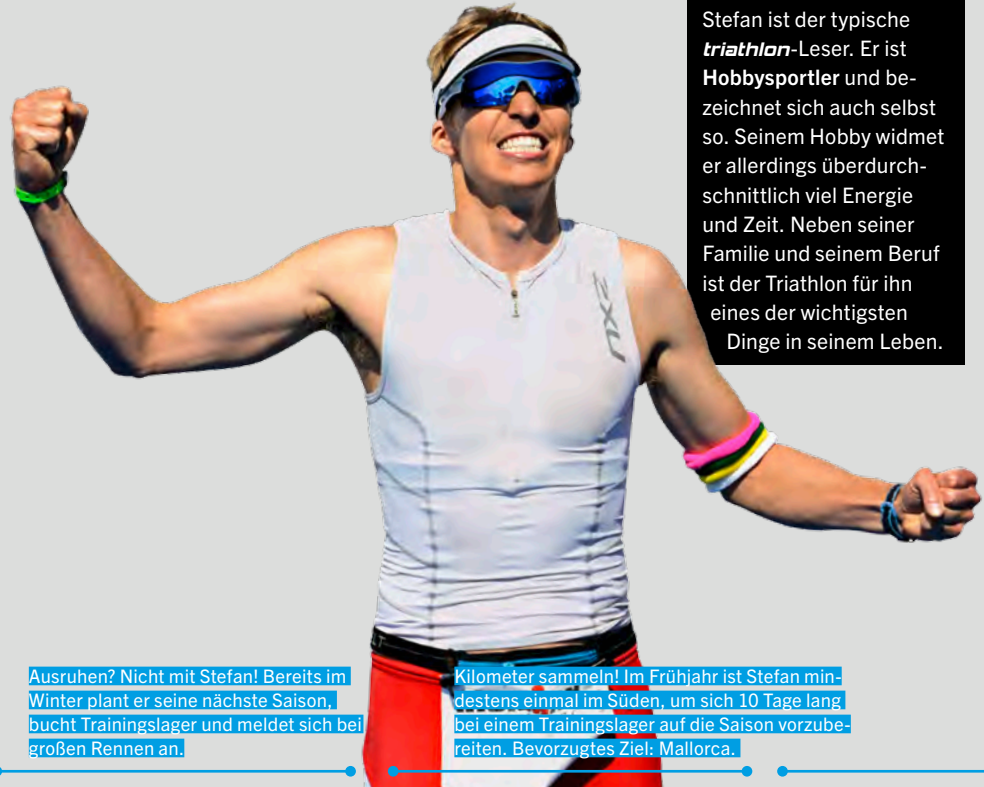 Stefan ist der typische
triathlon-Leser. Er ist
Hobbysportler und be-
zeichnet sich auch selbst
so. Seinem Hobby widmet
er allerdings überdurch-
schnittlich viel Energie
und Zeit. Neben seiner
Familie und seinem Beruf
ist der Triathlon für ihn
eines der wichtigsten
Dinge in seinem Leben.
2XU
Ausruhen? Nicht mit Stefan! Bereits im
Winter plant er seine nächste Saison,
bucht Trainingslager und meldet sich bei
großen Rennen an.
Kilometer sammeln! Im Frühjahr ist Stefan min-
destens einmal im Süden, um sich 10 Tage lang
bei einem Trainingslager auf die Saison vorzube-
reiten. Bevorzugtes Ziel: Mallorca.